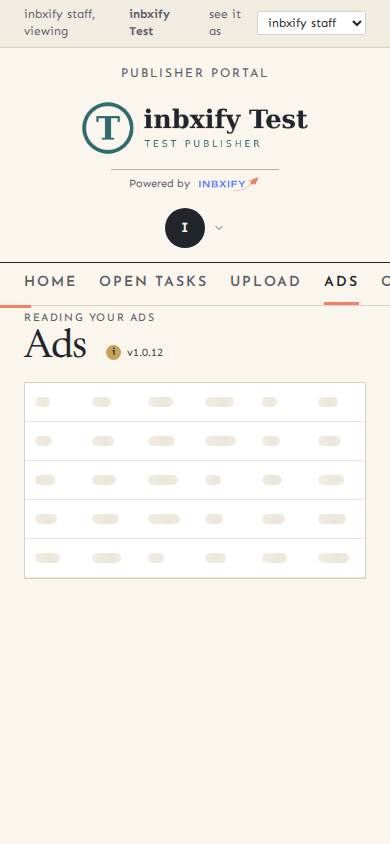 inbxify staff, viewing
inbxify Test
see it as
inbxify staff
PUBLISHER PORTAL
T
inbxify Test
TEST PUBLISHER
Powered by INBXIFY
I
HOME OPEN TASKS UPLOAD ADS
READING YOUR ADS
Ads
i v1.0.12